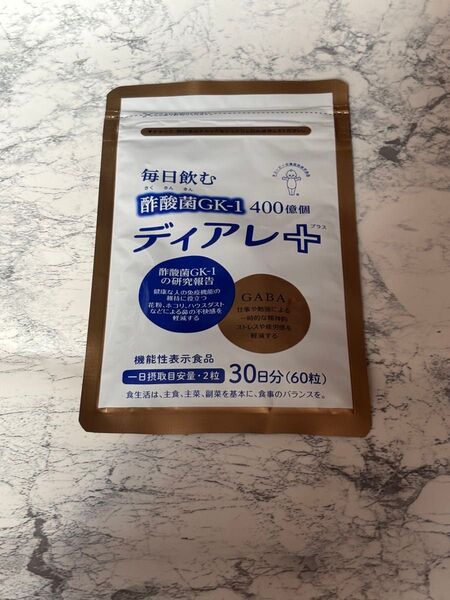 毎日飲む
さく さん きん
酢酸菌GK-1 400億個
ディアレ＋
プラス
酢酸菌GK-1
の研究報告
健康な人の免疫機能の
維持に役立つ
花粉、ホコリ、ハウスダスト
などによる鼻の不快感を
軽減する
GABA
仕事や勉強による
一時的な精神的
ストレスや疲労感を
軽減する
機能性表示食品
一日摂取目安量・2粒 30日分(60粒)
食生活は、主食、主菜、副菜を基本に、食事のバランスを。